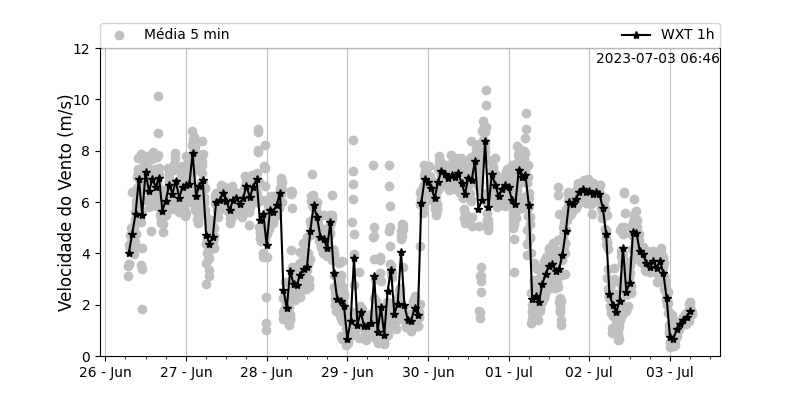 Média 5 min WXT 1h
2023-07-03 06:46
Velocidade do Vento (m/s)
12
10
8
6
4
2
0
26 - Jun 27 - Jun 28 - Jun 29 - Jun 30 - Jun 01 - Jul 02 - Jul 03 - Jul